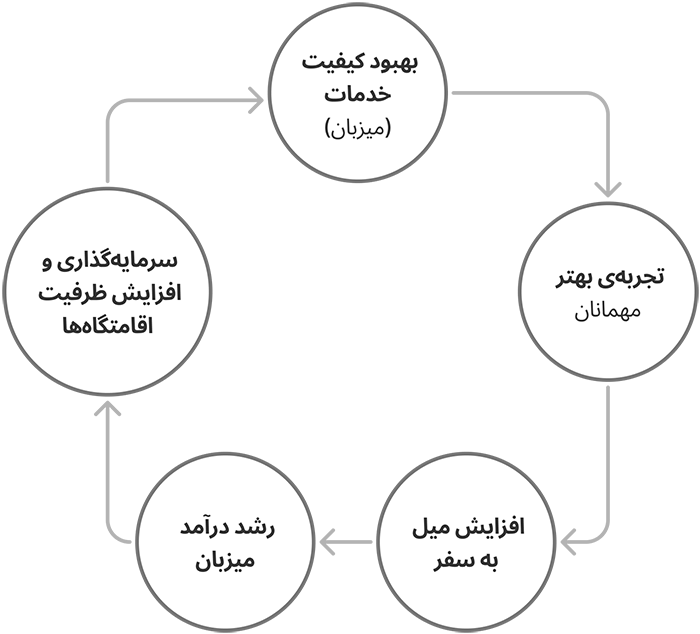 بهبود کیفیت
خدمات
(میزبان)
تجربه‌ی بهتر
مهمانان
افزایش میل
به سفر
رشد درآمد
میزبان
سرمایه‌گذاری و
افزایش ظرفیت
اقامتگاه‌ها